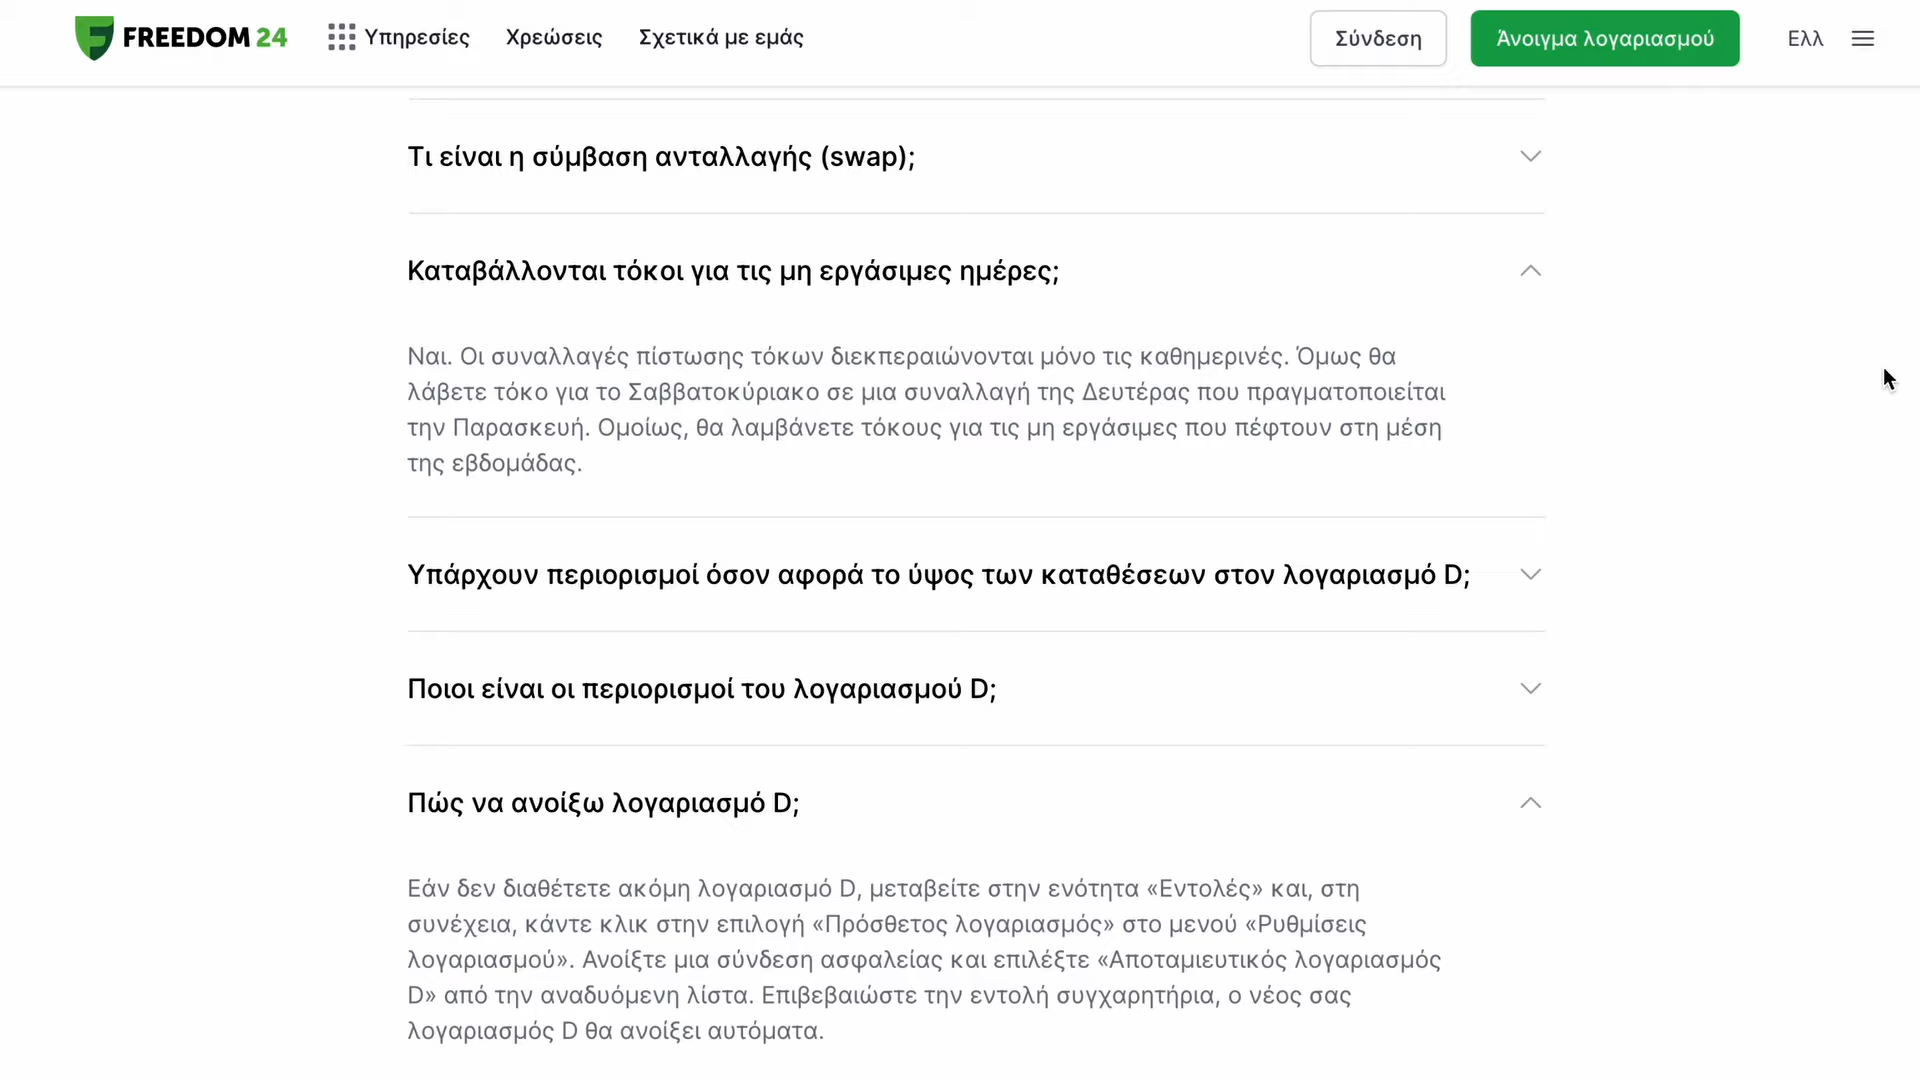 FREEDOM 24
Υπηρεσίες
Χρεώσεις
Σχετικά με εμάς
Σύνδεση
Άνοιγμα λογαριασμού
Ελλ
Τι είναι η σύμβαση ανταλλαγής (swap);
Καταβάλλονται τόκοι για τις μη εργάσιμες ημέρες;
Ναι. Οι συναλλαγές πίστωσης τόκων διεκπεραιώνονται μόνο τις καθημερινές. Όμως θα
λάβετε τόκο για το Σαββατοκύριακο σε μια συναλλαγή της Δευτέρας που πραγματοποιείται
την Παρασκευή. Ομοίως, θα λαμβάνετε τόκους για τις μη εργάσιμες που πέφτουν στη μέση
της εβδομάδας.
Υπάρχουν περιορισμοί όσον αφορά το ύψος των καταθέσεων στον λογαριασμό D;
Ποιοι είναι οι περιορισμοί του λογαριασμού D;
Πώς να ανοίξω λογαριασμό D;
Εάν δεν διαθέτετε ακόμη λογαριασμό D, μεταβείτε στην ενότητα «Εντολές» και, στη
συνέχεια, κάντε κλικ στην επιλογή «Πρόσθετος λογαριασμός» στο μενού «Ρυθμίσεις
λογαριασμού». Ανοίξτε μια σύνδεση ασφαλείας και επιλέξτε «Αποταμιευτικός λογαριασμός
D» από την αναδυόμενη λίστα. Επιβεβαιώστε την εντολή συγχαρητήρια, ο νέος σας
λογαριασμός D θα ανοίξει αυτόματα.